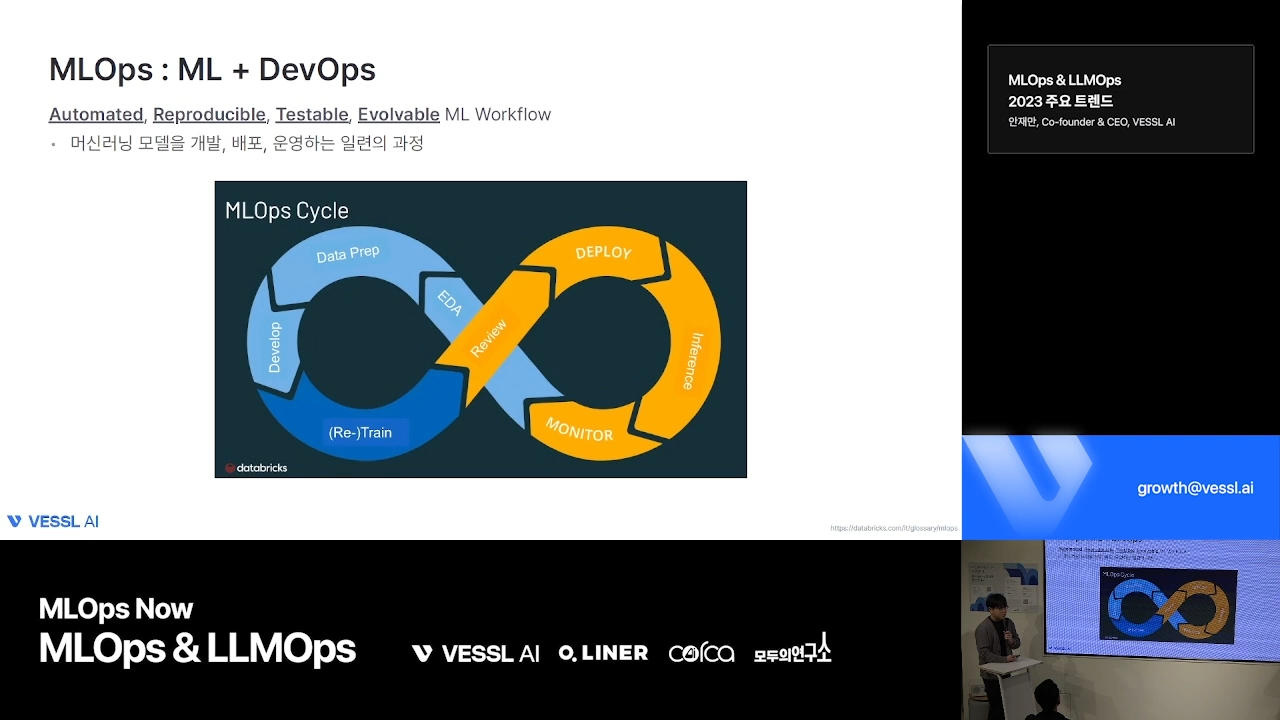 MLOps : ML + DevOps
Automated, Reproducible, Testable, Evolvable ML Workflow
• 머신러닝 모델을 개발, 배포, 운영하는 일련의 과정
MLOps Cycle
Data Prep
EDA
Develop
(Re-)Train
Review
DEPLOY
Inference
MONITOR
databricks
VESSL AI
https://databricks.com/it/glossary/mlops
MLOps & LLMOps
2023 주요 트렌드
안재만, Co-founder & CEO, VESSL AI
growth@vessl.ai
MLOps Cycle
MLOps Now
MLOps & LLMOps
VESSL AI
LINER
corca
모두의연구소